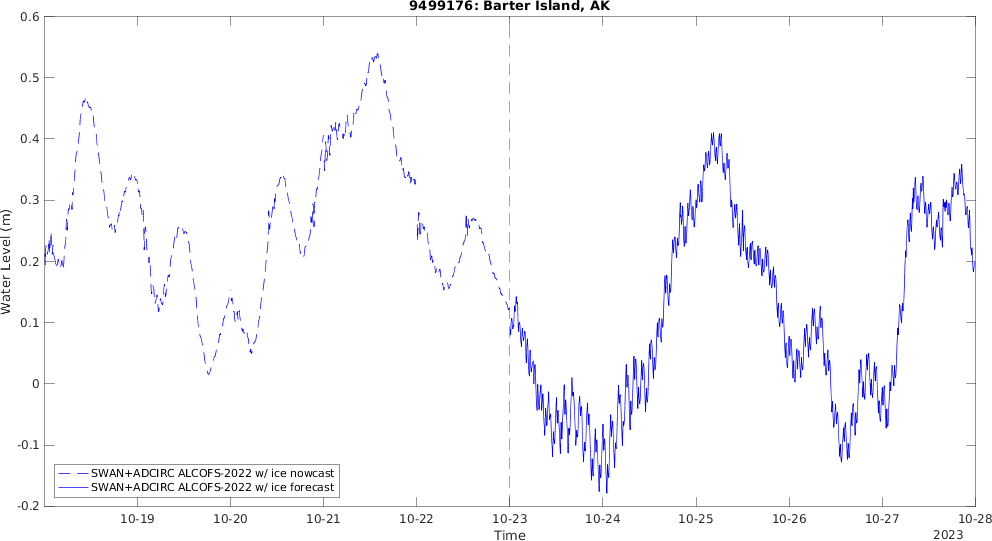 9499176: Barter Island, AK
0.6
0.5
0.4
0.3
0.2
0.1
0
-0.1
-0.2
Water Level (m)
SWAN+ADCIRC ALCOFS-2022 w/ ice nowcast
SWAN+ADCIRC ALCOFS-2022 w/ ice forecast
10-19 10-20 10-21 10-22 10-23 10-24 10-25 10-26 10-27 10-28
Time
2023